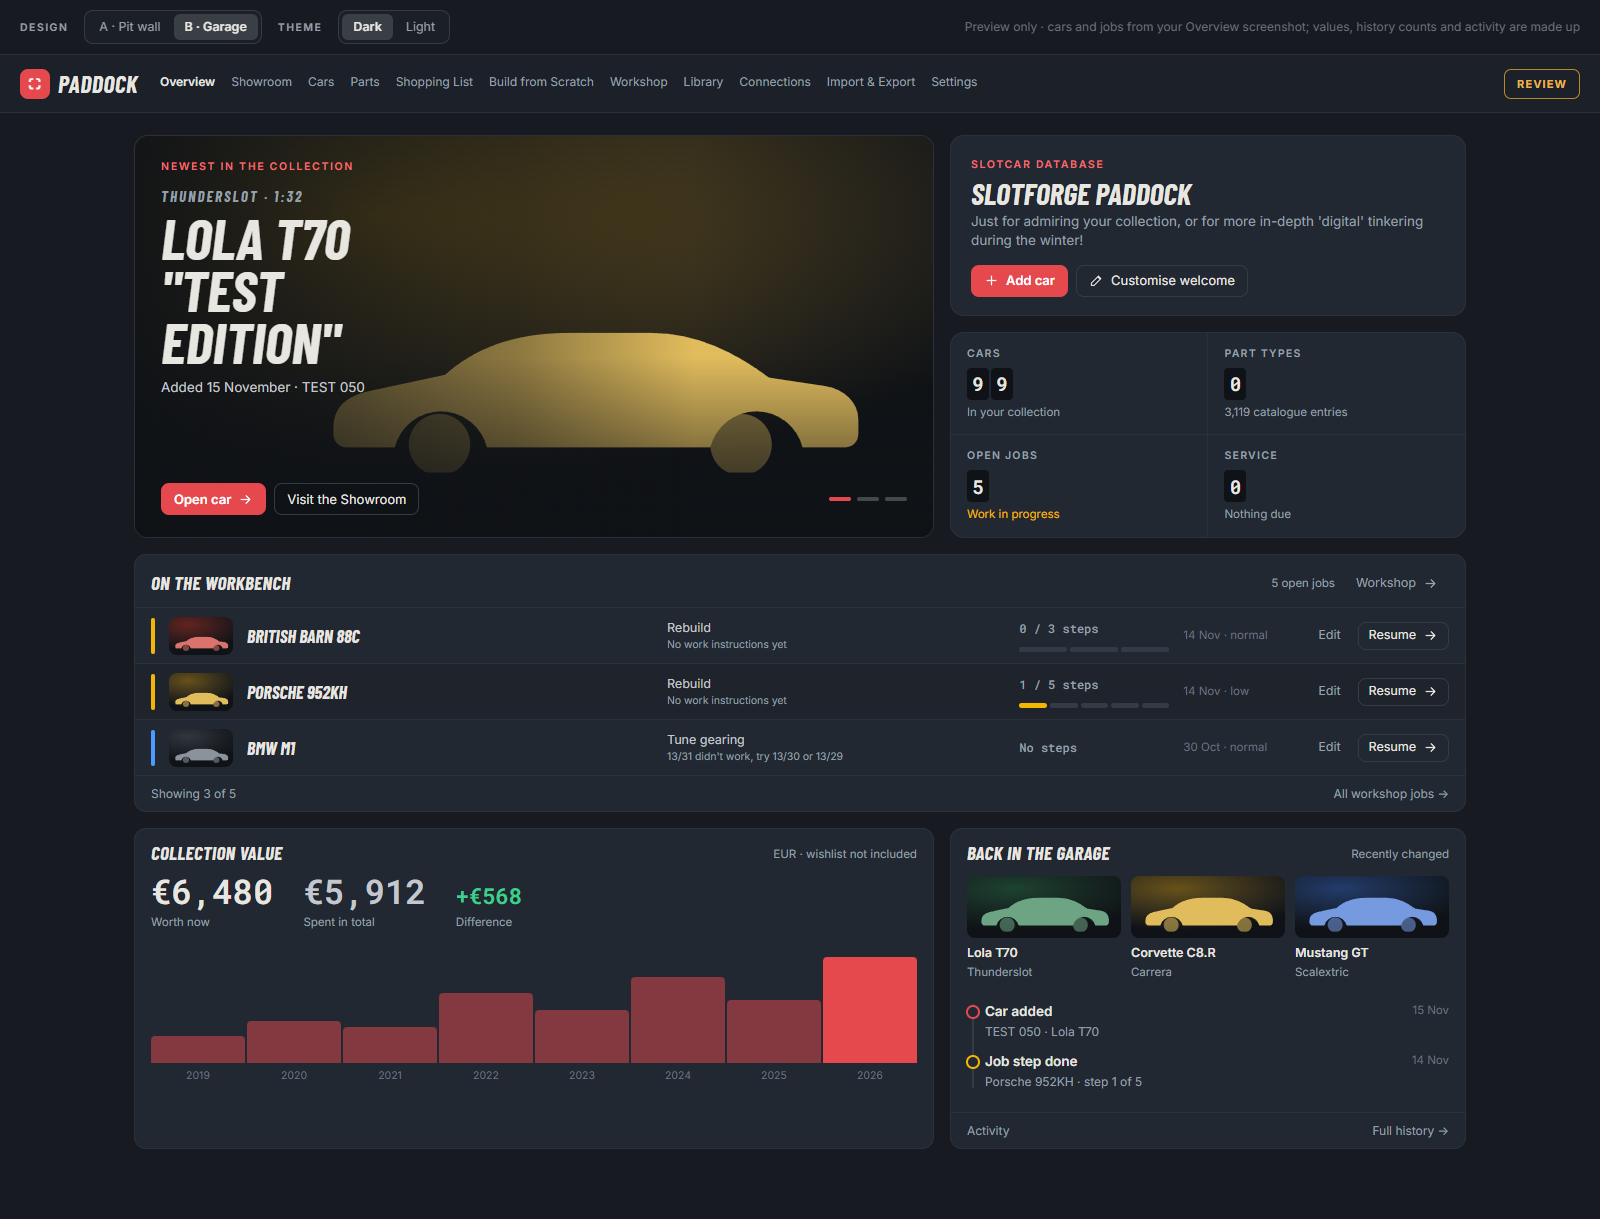 DESIGN
A · Pit wall
B · Garage
THEME
Dark
Light
Preview only · cars and jobs from your Overview screenshot; values, history counts and activity are made up
PADDOCK
Overview
Showroom
Cars
Parts
Shopping List
Build from Scratch
Workshop
Library
Connections
Import & Export
Settings
REVIEW
NEWEST IN THE COLLECTION
THUNDERSLOT · 1:32
LOLA T70
"TEST
EDITION"
Added 15 November · TEST 050
Open car →
Visit the Showroom
SLOTCAR DATABASE
SLOTFORGE PADDOCK
Just for admiring your collection, or for more in-depth 'digital' tinkering
during the winter!
+ Add car
Customise welcome
CARS
99
In your collection
PART TYPES
0
3,119 catalogue entries
OPEN JOBS
5
Work in progress
SERVICE
0
Nothing due
ON THE WORKBENCH
5 open jobs
Workshop →
BRITISH BARN 88C
Rebuild
No work instructions yet
0 / 3 steps
14 Nov · normal
Edit
Resume →
PORSCHE 952KH
Rebuild
No work instructions yet
1 / 5 steps
14 Nov · low
Edit
Resume →
BMW M1
Tune gearing
13/31 didn't work, try 13/30 or 13/29
No steps
30 Oct · normal
Edit
Resume →
Showing 3 of 5
All workshop jobs →
COLLECTION VALUE
EUR · wishlist not included
€6,480
Worth now
€5,912
Spent in total
+€568
Difference
2019
2020
2021
2022
2023
2024
2025
2026
BACK IN THE GARAGE
Recently changed
Lola T70
Thunderslot
Corvette C8.R
Carrera
Mustang GT
Scalextric
Car added
15 Nov
TEST 050 · Lola T70
Job step done
14 Nov
Porsche 952KH · step 1 of 5
Activity
Full history →